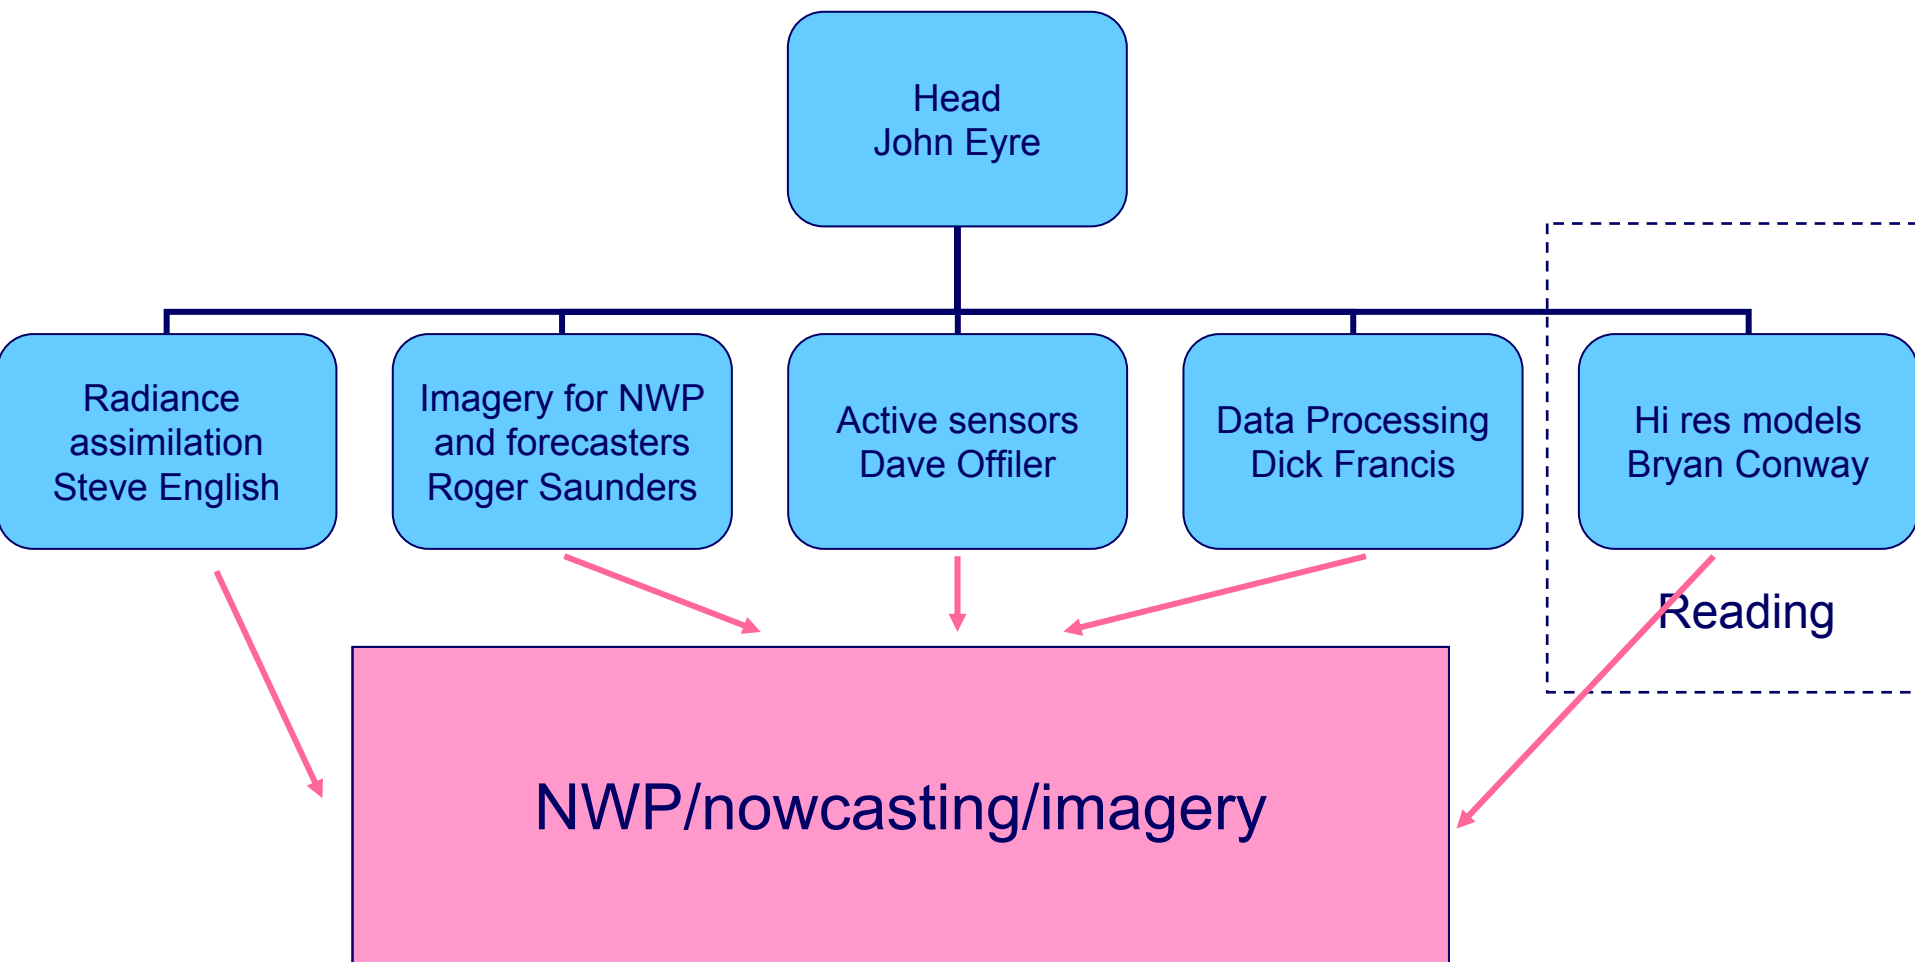 Head
John Eyre
Radiance
assimilation
Steve English
Imagery for NWP
and forecasters
Roger Saunders
Active sensors
Dave Offiler
Data Processing
Dick Francis
Hi res models
Bryan Conway
Reading
NWP/nowcasting/imagery